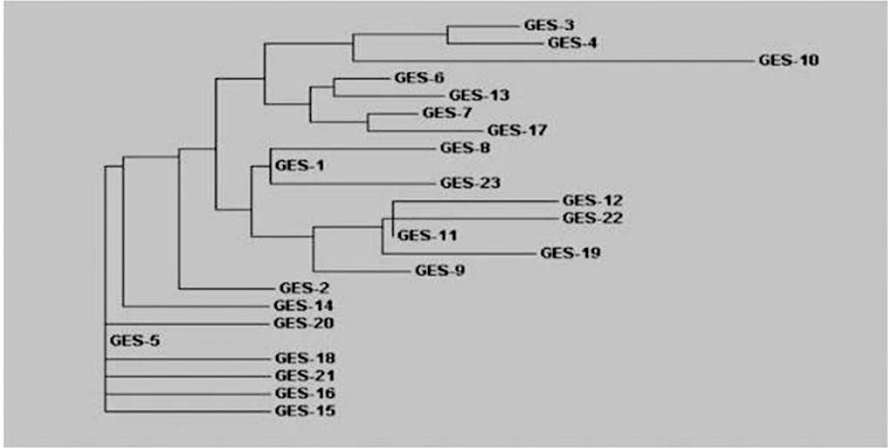 GES-3
GES-4
GES-10
GES-6
GES-13
GES-7
GES-17
GES-8
GES-1
GES-23
GES-12
GES-22
GES-11
GES-19
GES-9
GES-2
GES-14
GES-20
GES-5
GES-18
GES-21
GES-16
GES-15